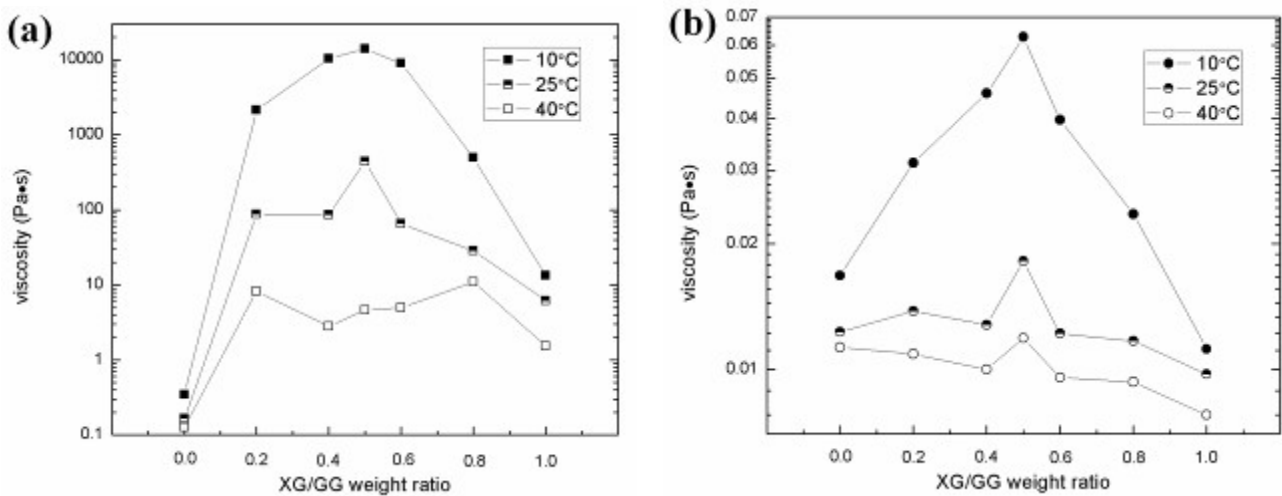 (a)
10000
1000
100
10
1
0.1
viscosity (Pa•s)
10°C
25°C
40°C
0.0 0.2 0.4 0.6 0.8 1.0
XG/GG weight ratio
(b)
0.07
0.06
0.05
0.04
0.03
0.02
0.01
viscosity (Pa•s)
10°C
25°C
40°C
0.0 0.2 0.4 0.6 0.8 1.0
XG/GG weight ratio